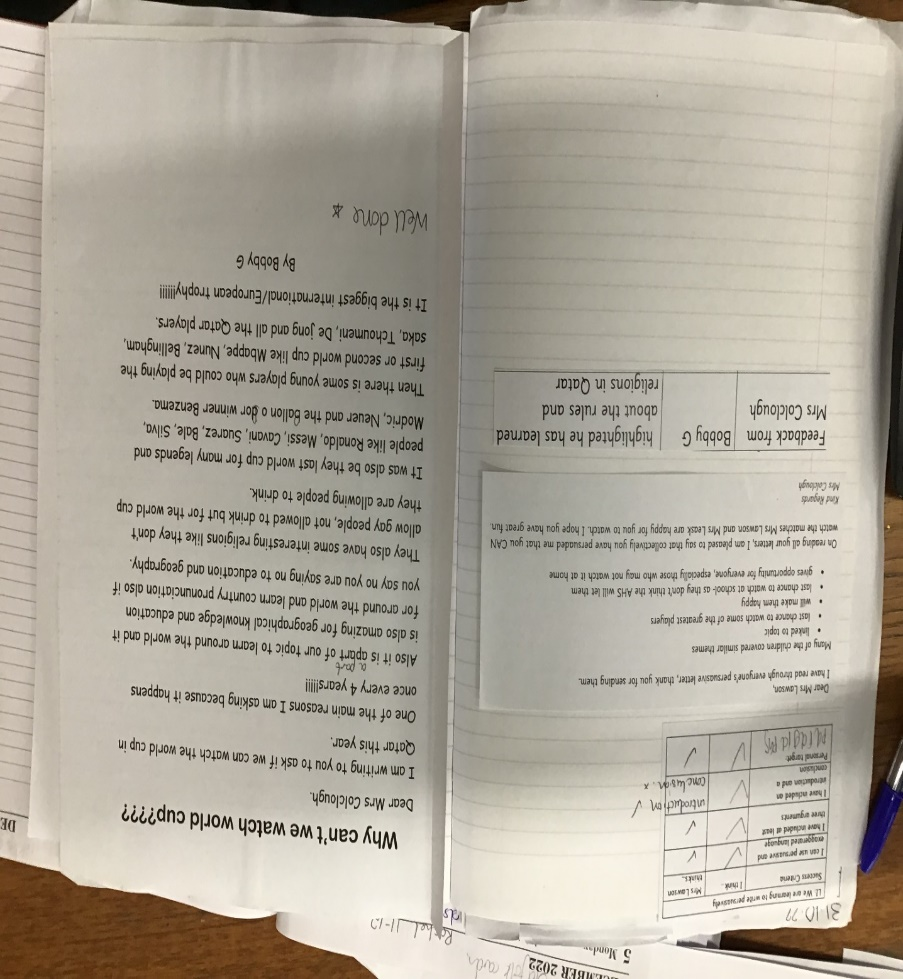 Why can't we watch world cup????
Dear Mrs Colclough.
I am writing to you to ask if we can watch the world cup in
Qatar this year.
One of the main reasons I am asking because it happens
once every 4 years!!!!!
Also it is apart of our topic to learn around the world and it
a part
is also amazing for geographical knowledge and education
for around the world and learn country pronunciation also if
you say no you are saying no to education and geography.
They also have some interesting religions like they don't
allow gay people, not allowed to drink but for the world cup
they are allowing people to drink.
It was also be they last world cup for many legends and
people like Ronaldo, Messi, Cavani, Suarez, Bale, Silva,
Modric, Neuer and the Ballon o dor winner Benzema.
Then there is some young players who could be playing the
first or second world cup like Mbappe, Nunez, Bellingham,
saka, Tchoumeni, De jong and all the Qatar players.
It is the biggest international/European trophy!!!!!
By Bobby G
Well done
31.10.22
LI We are learning to write persuasively
Success Criteria
I think..
Mrs Lawson thinks..
I can use persuasive and
exaggerated language
I have included at least
three arguments
I have included an
introduction and a
conclusion
introduction ✓
conclusion. x
Personal target:
paragraphs
Dear Mrs Lawson,
I have read through everyone's persuasive letter, thank you for sending them.
Many of the children covered similar themes
• linked to topic
• last chance to watch some of the greatest players
• will make them happy
• last chance to watch at school- as they don't think the AHS will let them
• gives opportunity for everyone, especially those who may not watch it at home
On reading all your letters, I am pleased to say that collectively you have persuaded me that you CAN
watch the matches Mrs Lawson and Mrs Leask are happy for you to watch. I hope you have great fun.
Kind Regards
Mrs Colclough
Feedback from
Mrs Colclough
Bobby G
highlighted he has learned
about the rules and
religions in Qatar
CEMBER 2022
5 Monday
Rachel 11-12
DE